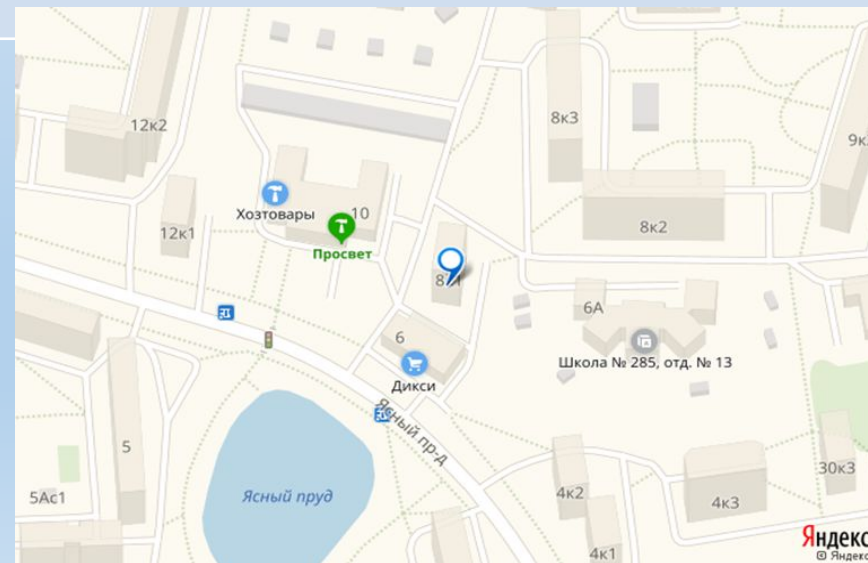 12к2
8к3
9к
Хозтовары
10
12к1
8к2
Просвет
6А
6
Школа № 285, отд. № 13
Дикси
Ясный пр-д
5
30к3
Ясный пруд
5Ас1
4к2
4к3
4к1
Яндекс
© Яндекс